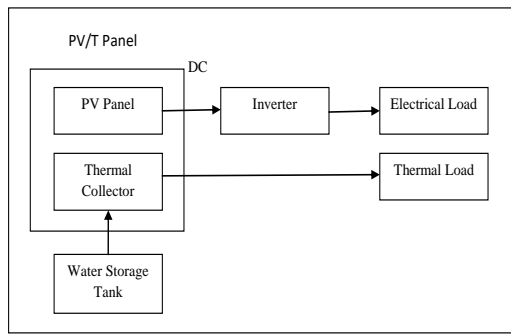 PV/T Panel
DC
PV Panel
Inverter
Electrical Load
Thermal
Collector
Thermal Load
Water Storage
Tank